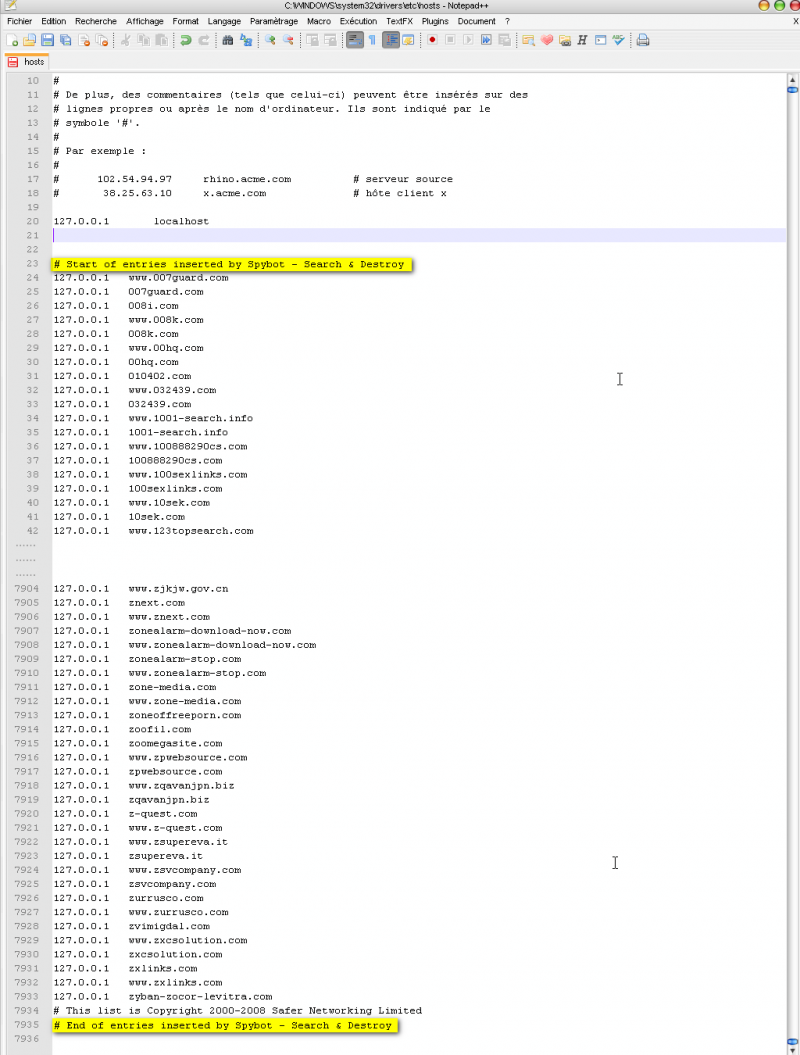 C:\WINDOWS\system32\drivers\etc\hosts - Notepad++
Fichier Edition Recherche Affichage Format Langage Paramètrage Macro Exécution TextFX Plugins Document ? X
hosts
10 #
11 # De plus, des commentaires (tels que celui-ci) peuvent être insérés sur des
12 # lignes propres ou après le nom d'ordinateur. Ils sont indiqué par le
13 # symbole '#'.
14 #
15 # Par exemple :
16 #
17 # 102.54.94.97 rhino.acme.com # serveur source
18 # 38.25.63.10 x.acme.com # hôte client x
19
20 127.0.0.1 localhost
21
22
23 # Start of entries inserted by Spybot - Search & Destroy
24 127.0.0.1 www.007guard.com
25 127.0.0.1 007guard.com
26 127.0.0.1 008i.com
27 127.0.0.1 www.008k.com
28 127.0.0.1 008k.com
29 127.0.0.1 www.00hq.com
30 127.0.0.1 00hq.com
31 127.0.0.1 010402.com
32 127.0.0.1 www.032439.com
33 127.0.0.1 032439.com
34 127.0.0.1 www.1001-search.info
35 127.0.0.1 1001-search.info
36 127.0.0.1 www.100888290cs.com
37 127.0.0.1 100888290cs.com
38 127.0.0.1 www.100sexlinks.com
39 127.0.0.1 100sexlinks.com
40 127.0.0.1 www.10sek.com
41 127.0.0.1 10sek.com
42 127.0.0.1 www.123topsearch.com
......
......
......
7904 127.0.0.1 www.zjkjw.gov.cn
7905 127.0.0.1 znext.com
7906 127.0.0.1 www.znext.com
7907 127.0.0.1 zonealarm-download-now.com
7908 127.0.0.1 www.zonealarm-download-now.com
7909 127.0.0.1 zonealarm-stop.com
7910 127.0.0.1 www.zonealarm-stop.com
7911 127.0.0.1 zone-media.com
7912 127.0.0.1 www.zone-media.com
7913 127.0.0.1 zoneoffreeporn.com
7914 127.0.0.1 zoofil.com
7915 127.0.0.1 zoomegasite.com
7916 127.0.0.1 www.zpwebsource.com
7917 127.0.0.1 zpwebsource.com
7918 127.0.0.1 www.zqavanjpn.biz
7919 127.0.0.1 zqavanjpn.biz
7920 127.0.0.1 z-quest.com
7921 127.0.0.1 www.z-quest.com
7922 127.0.0.1 www.zsupereva.it
7923 127.0.0.1 zsupereva.it
7924 127.0.0.1 www.zsvcompany.com
7925 127.0.0.1 zsvcompany.com
7926 127.0.0.1 zurrusco.com
7927 127.0.0.1 www.zurrusco.com
7928 127.0.0.1 zvimigdal.com
7929 127.0.0.1 www.zxcsolution.com
7930 127.0.0.1 zxcsolution.com
7931 127.0.0.1 zxlinks.com
7932 127.0.0.1 www.zxlinks.com
7933 127.0.0.1 zyban-zocor-levitra.com
7934 # This list is Copyright 2000-2008 Safer Networking Limited
7935 # End of entries inserted by Spybot - Search & Destroy
7936